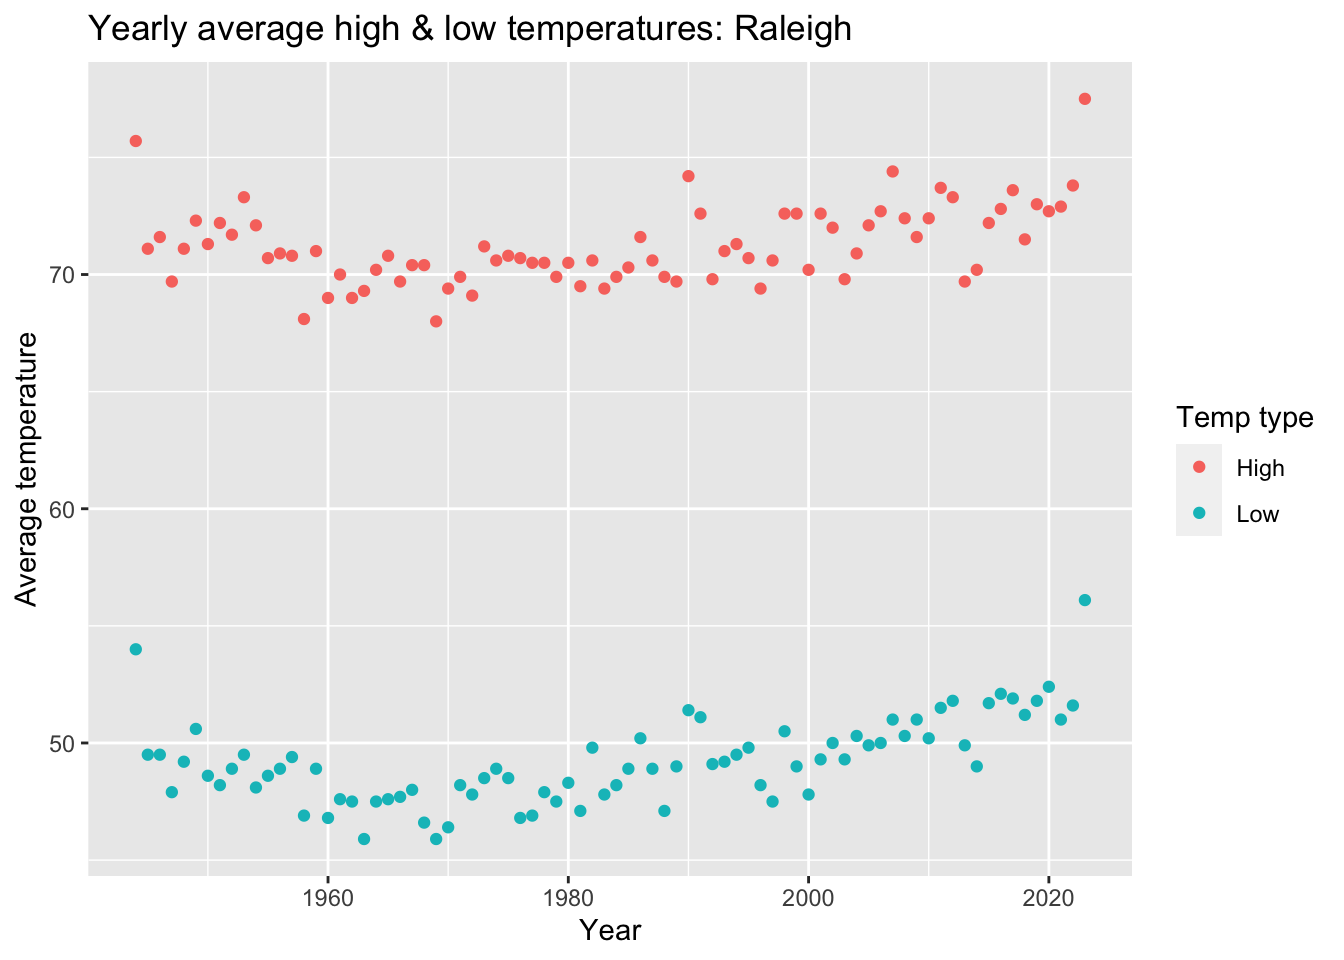 Yearly average high & low temperatures: Raleigh
Average temperature
70
60
50
1960
1980
2000
2020
Year
Temp type
High
Low